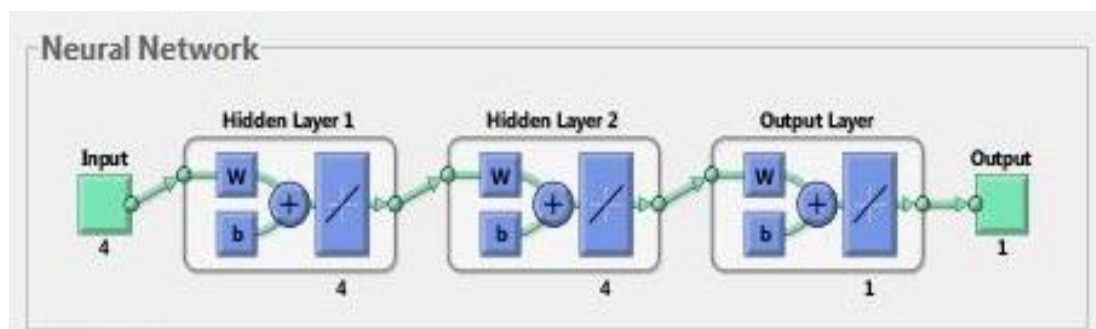 Neural Network
Hidden Layer 1 Hidden Layer 2 Output Layer
Input Output
W W W
+ + +
b b b
4 1
4 4 1